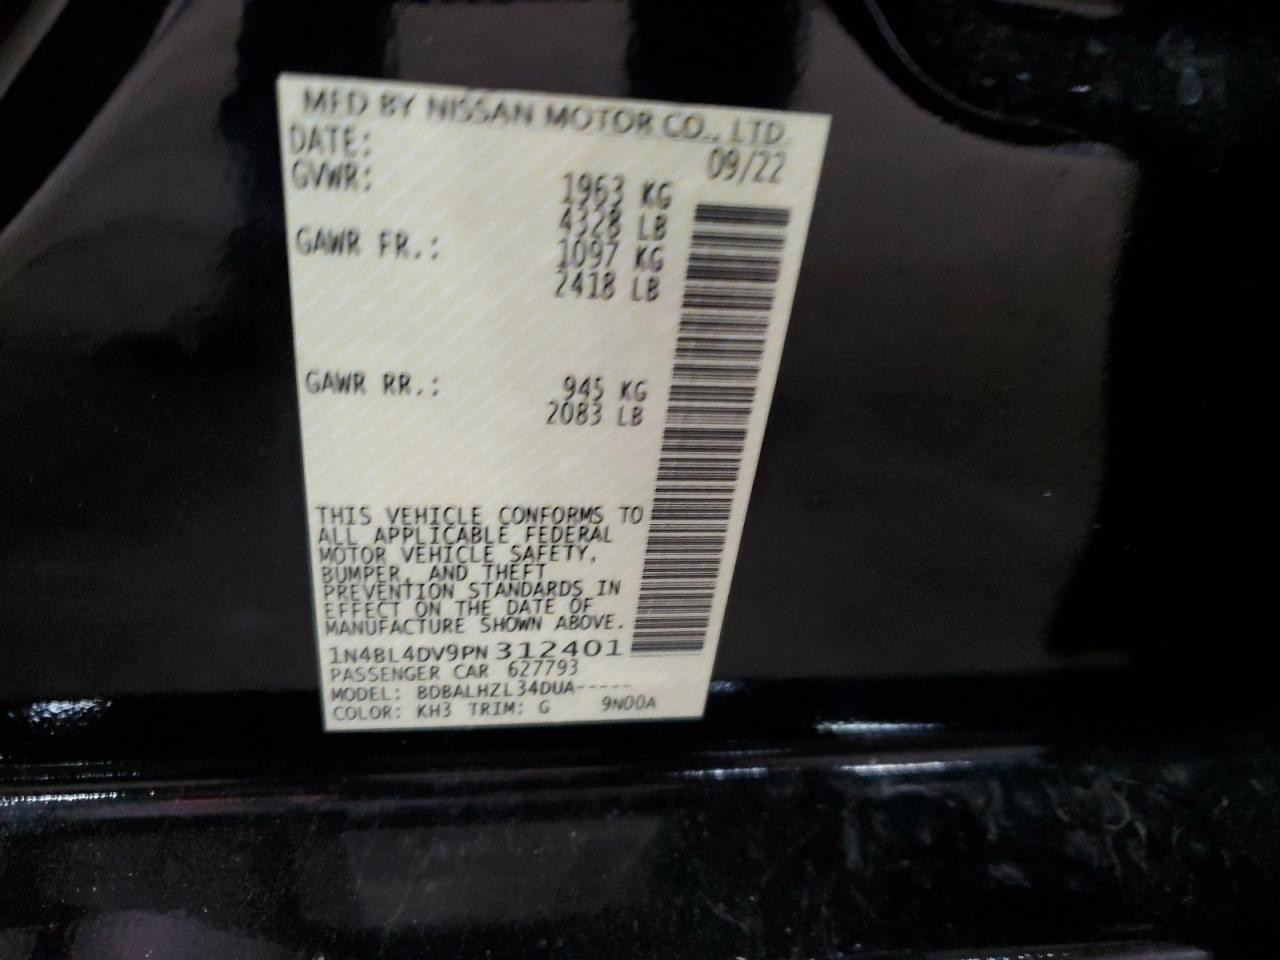 MFD BY NISSAN MOTOR CO., LTD.
DATE: 09/22
GVWR: 1963 KG
4328 LB
GAWR FR.: 1097 KG
2418 LB
GAWR RR.: 945 KG
2083 LB
THIS VEHICLE CONFORMS TO
ALL APPLICABLE FEDERAL
MOTOR VEHICLE SAFETY,
BUMPER, AND THEFT
PREVENTION STANDARDS IN
EFFECT ON THE DATE OF
MANUFACTURE SHOWN ABOVE.
1N4BL4DV9PN312401
PASSENGER CAR 627793
MODEL: BDBALHZL34DUA-----
COLOR: KH3 TRIM: G 9N00A